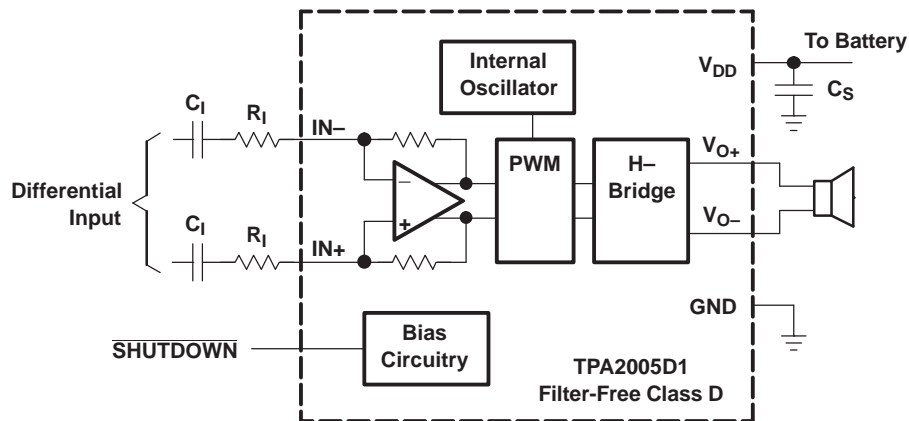 To Battery
Internal
Oscillator
VDD
CS
CI
RI
IN–
PWM
H–
Bridge
VO+
Differential
Input
–
+
CI
RI
IN+
VO–
GND
SHUTDOWN
Bias
Circuitry
TPA2005D1
Filter-Free Class D